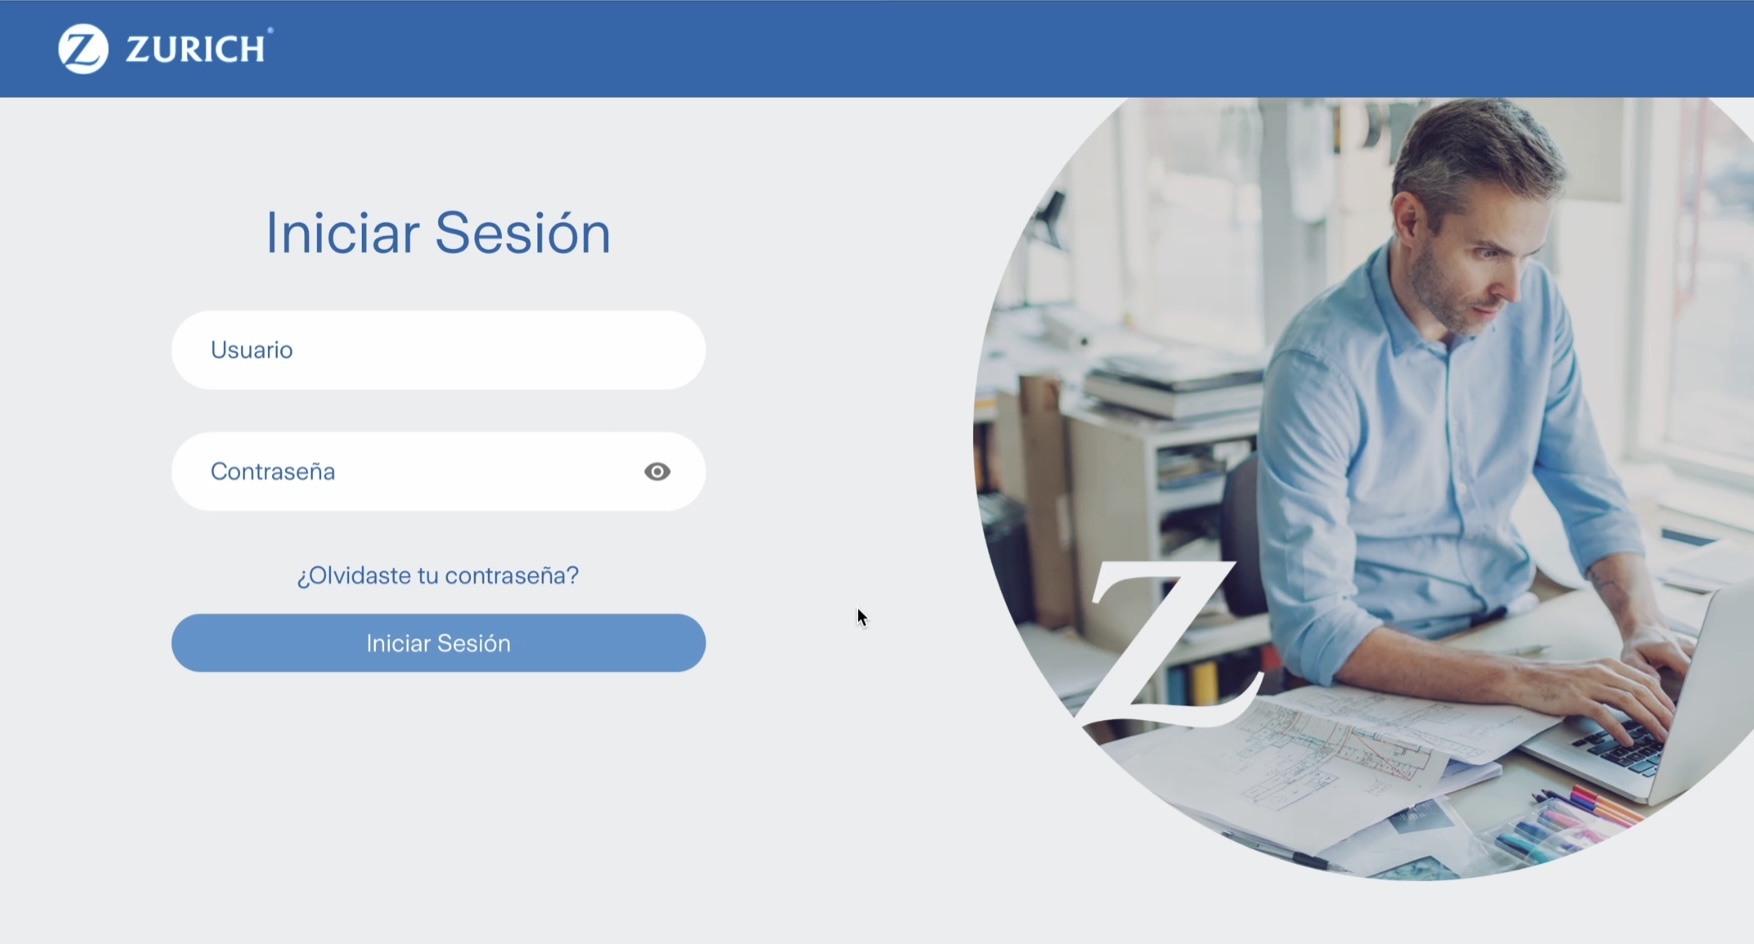 Z ZURICH®
Iniciar Sesión
Usuario
Contraseña
¿Olvidaste tu contraseña?
Iniciar Sesión
Z